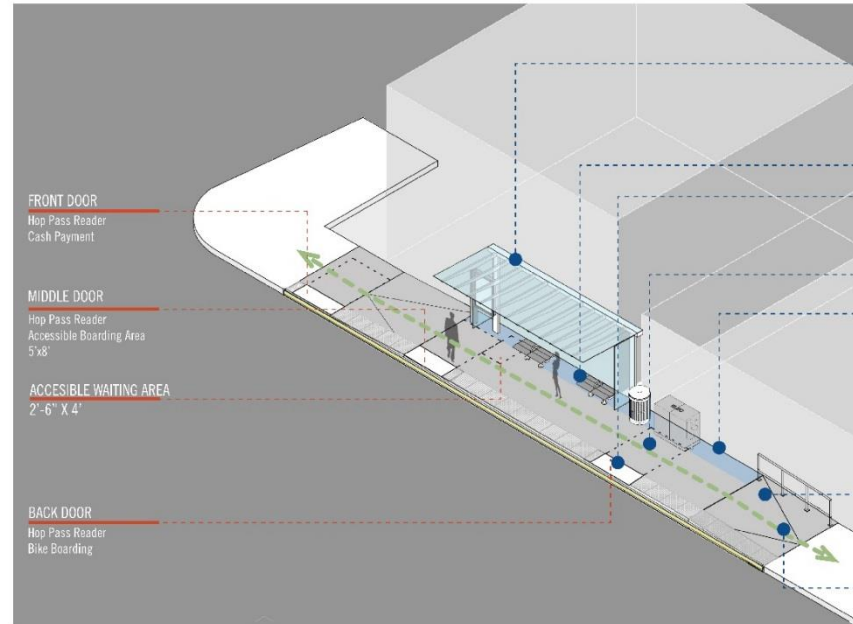 FRONT DOOR
Hop Pass Reader
Cash Payment
MIDDLE DOOR
Hop Pass Reader
Accessible Boarding Area
5'x8'
ACCESIBLE WAITING AREA
2'-6" X 4'
BACK DOOR
Hop Pass Reader
Bike Boarding